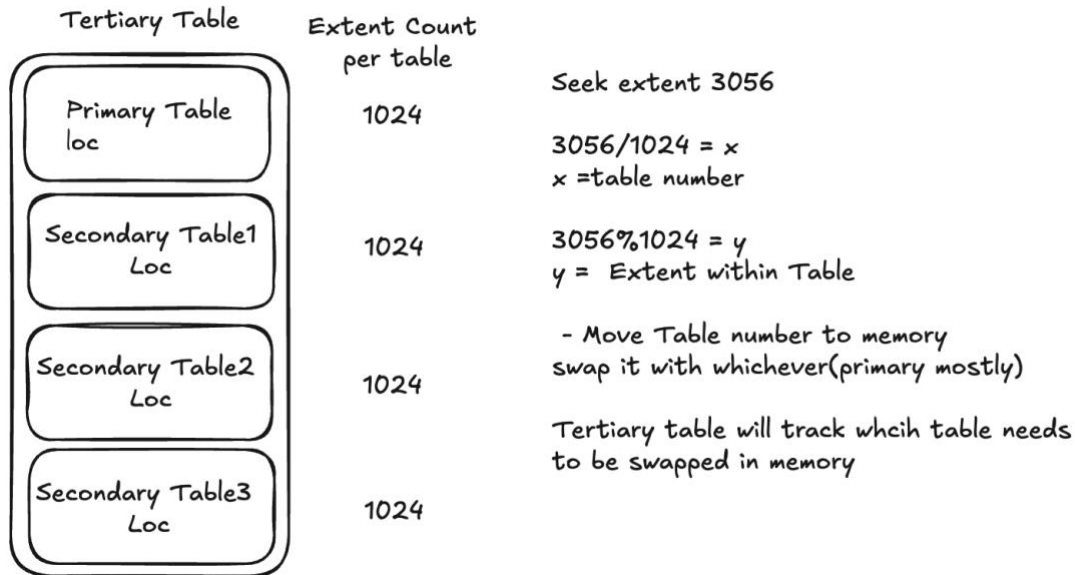 Tertiary Table
Extent Count
per table
Primary Table
loc
1024
Secondary Table1
Loc
1024
Secondary Table2
Loc
1024
Secondary Table3
Loc
1024
Seek extent 3056
3056/1024 = x
x =table number
3056%1024 = y
y = Extent within Table
- Move Table number to memory
swap it with whichever(primary mostly)
Tertiary table will track whcih table needs
to be swapped in memory